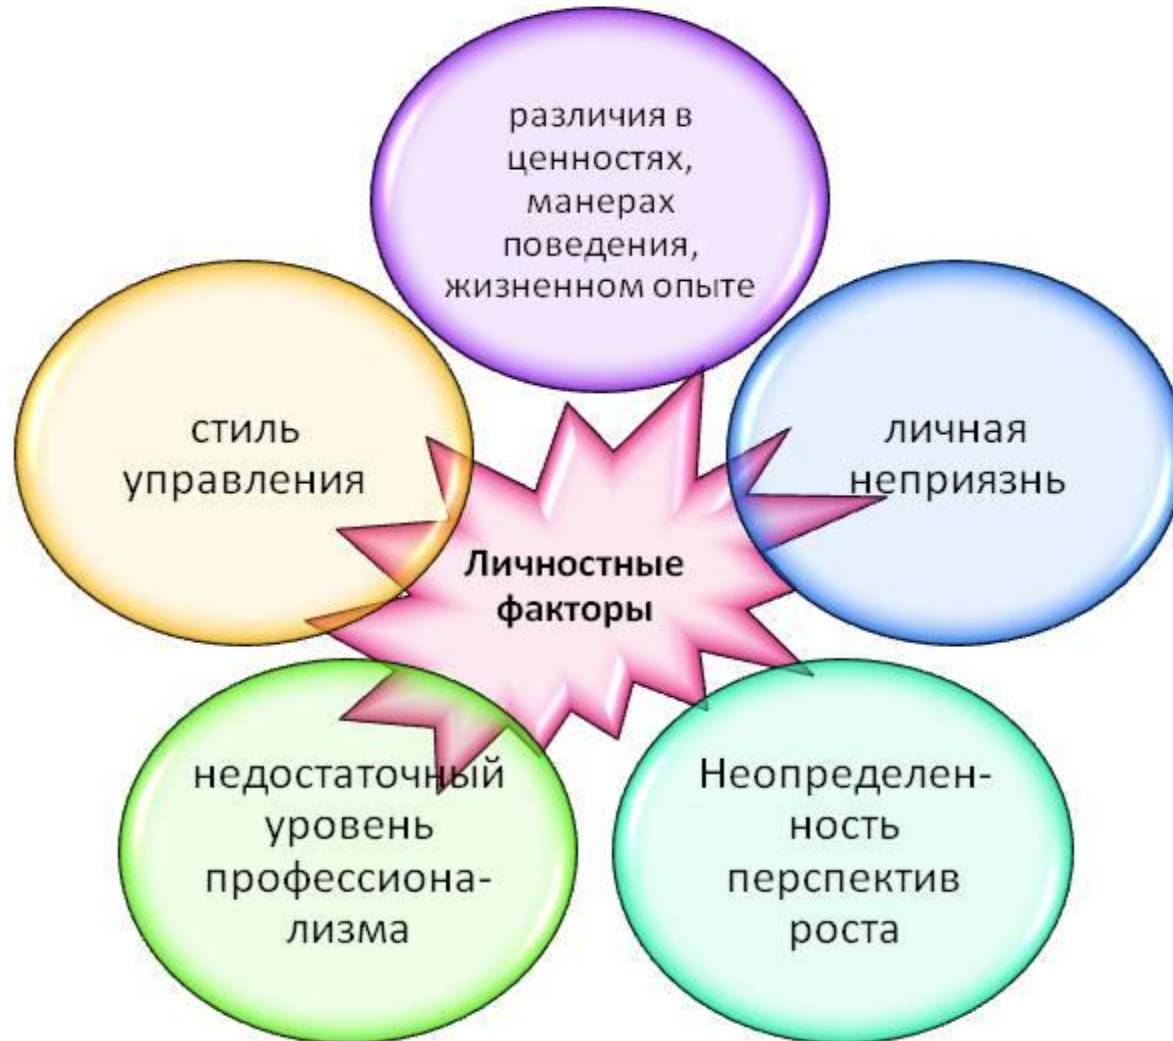 различия в
ценностях,
манерах
поведения,
жизненном опыте
стиль
управления
личная
неприязнь
Личностные
факторы
недостаточный
уровень
профессиона-
лизма
Неопределен-
ность
перспектив
роста